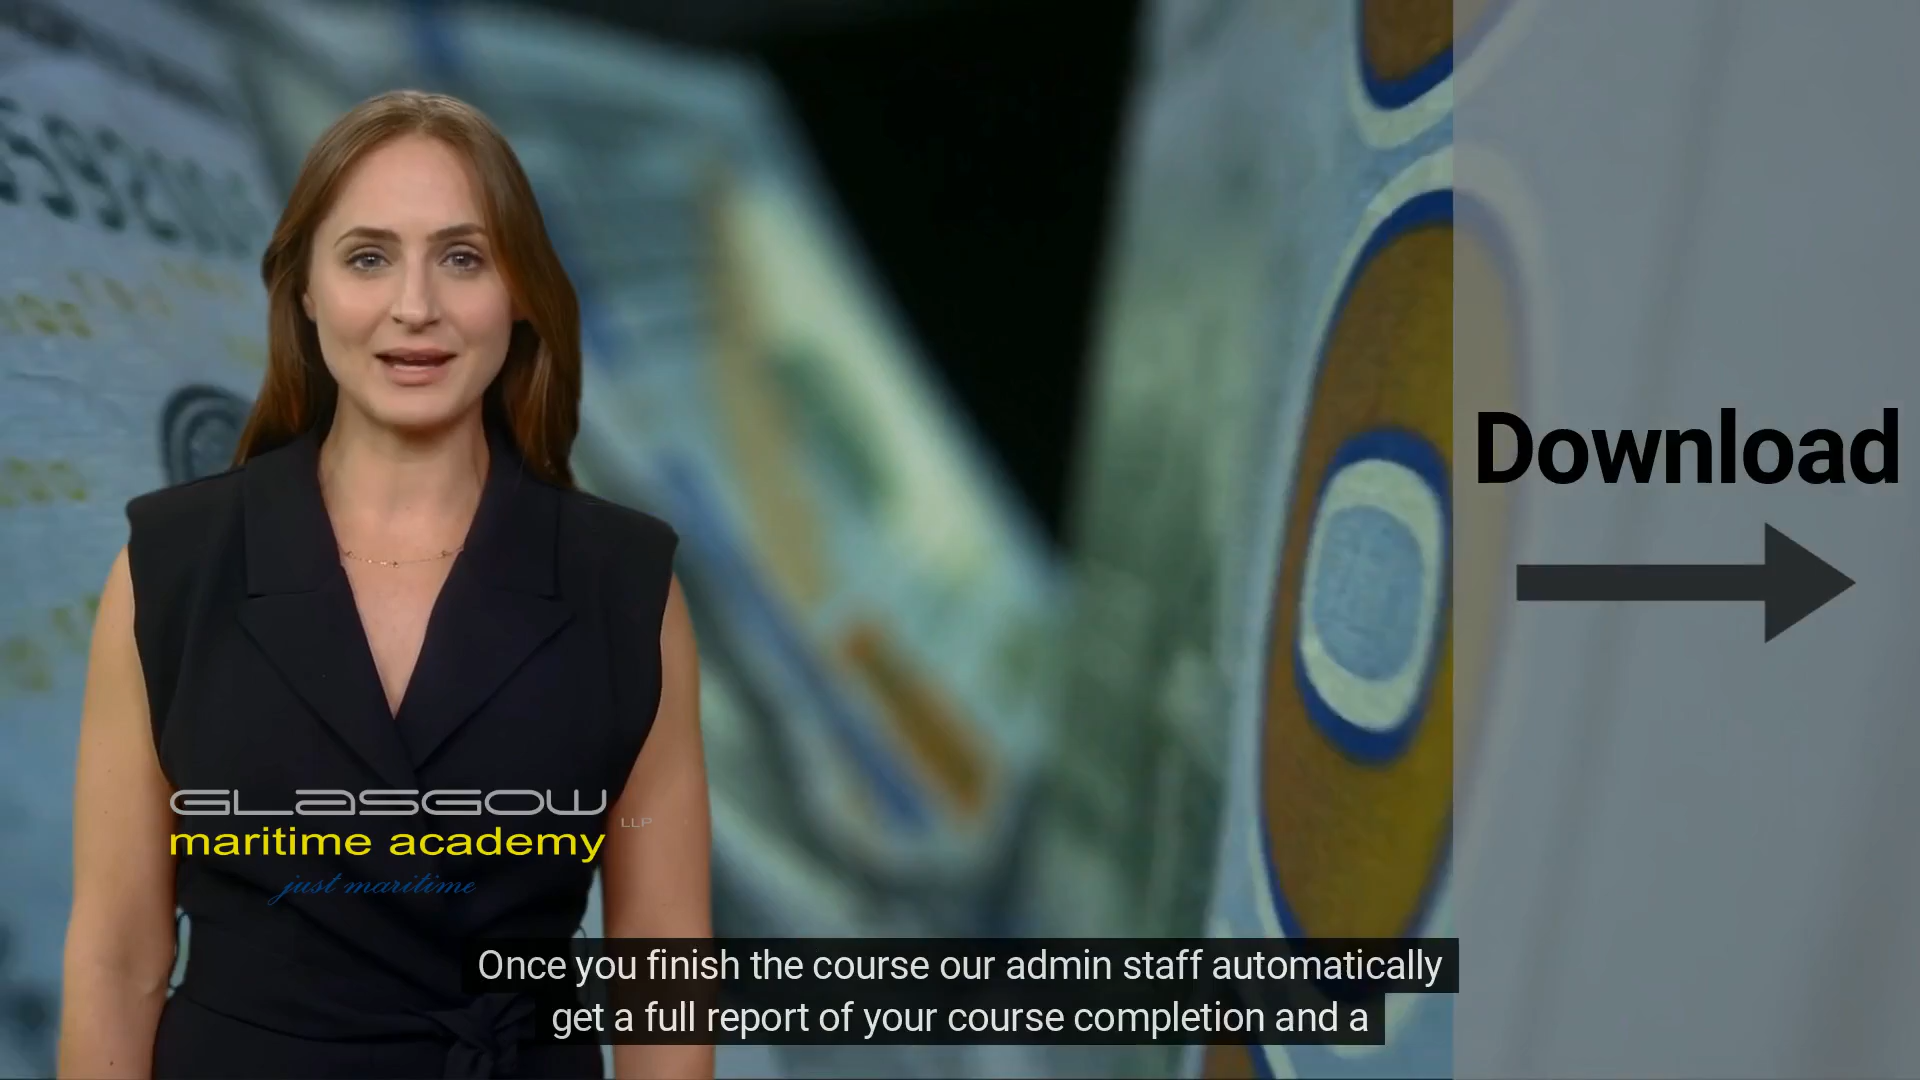 6592
Download
GLASGOW
LLP
maritime academy
just maritime
Once you finish the course our admin staff automatically
get a full report of your course completion and a